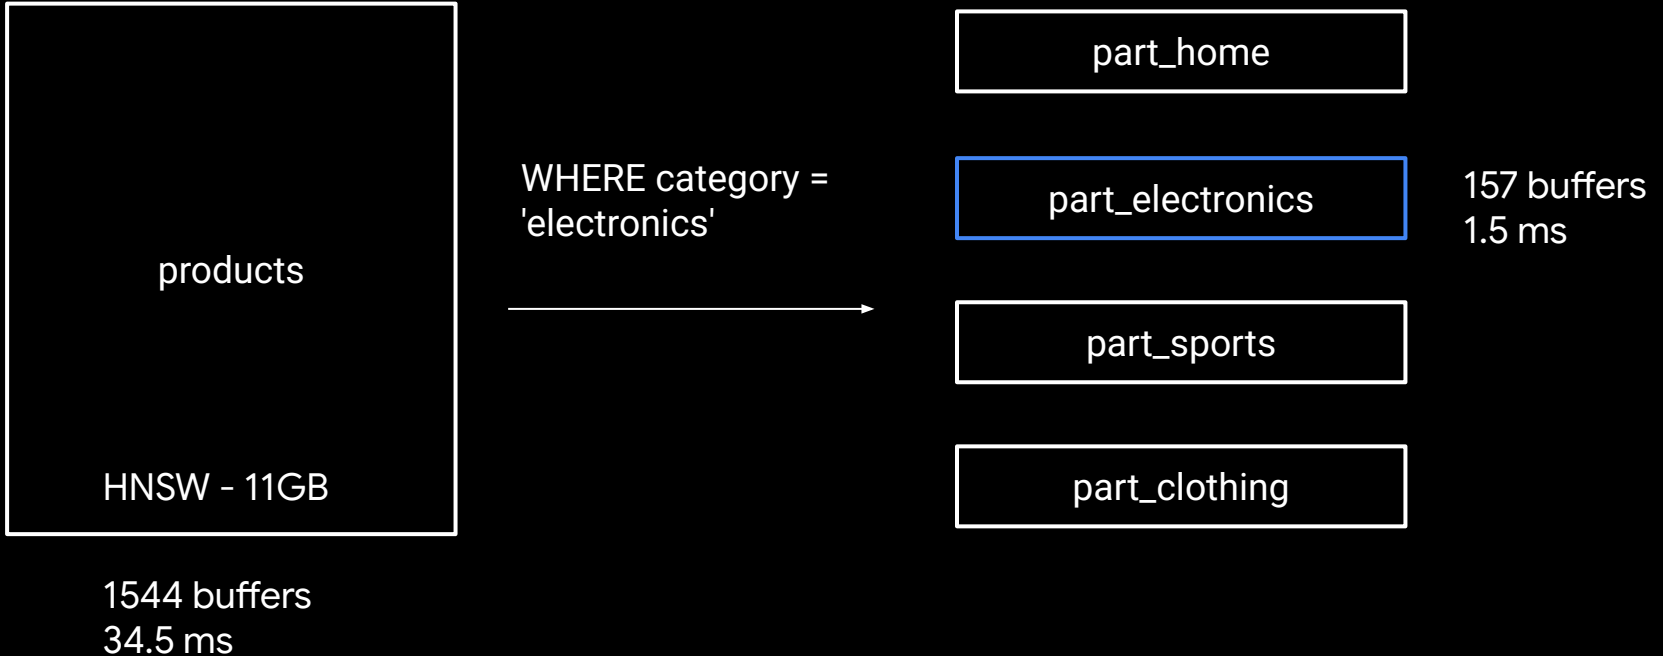 products
HNSW - 11GB
1544 buffers
34.5 ms
WHERE category =
'electronics'
part_home
part_electronics
157 buffers
1.5 ms
part_sports
part_clothing